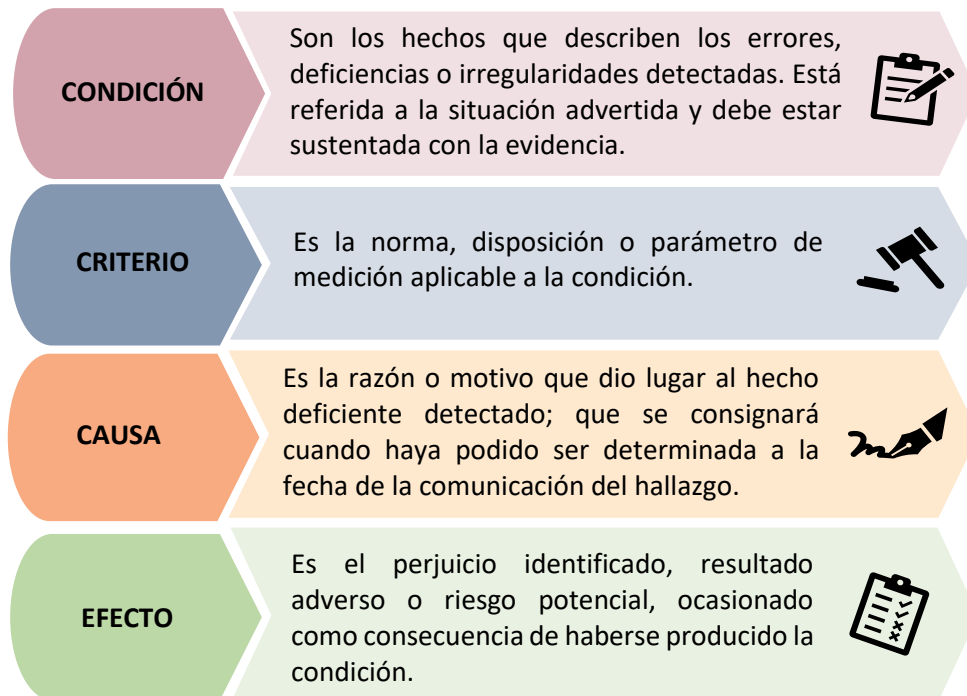 CONDICIÓN
Son los hechos que describen los errores,
deficiencias o irregularidades detectadas. Está
referida a la situación advertida y debe estar
sustentada con la evidencia.
CRITERIO
Es la norma, disposición o parámetro de
medición aplicable a la condición.
CAUSA
Es la razón o motivo que dio lugar al hecho
deficiente detectado; que se consignará
cuando haya podido ser determinada a la
fecha de la comunicación del hallazgo.
EFECTO
Es el perjuicio identificado, resultado
adverso o riesgo potencial, ocasionado
como consecuencia de haberse producido la
condición.